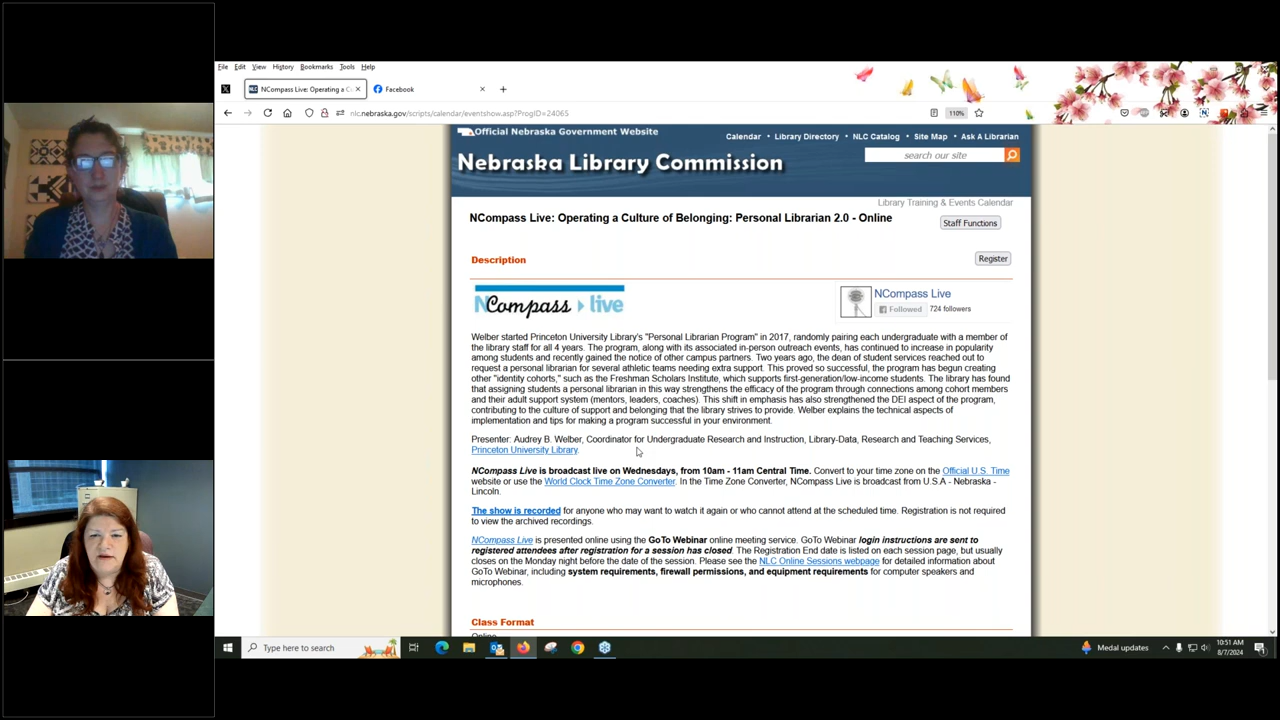 File Edit View History Bookmarks Tools Help
NCompass Live: Operating a C
Facebook
nlc.nebraska.gov/scripts/calendar/eventshow.asp?ProgID=24065
110%
Official Nebraska Government Website
Calendar • Library Directory • NLC Catalog • Site Map • Ask A Librarian
Nebraska Library Commission
search our site
Library Training & Events Calendar
NCompass Live: Operating a Culture of Belonging: Personal Librarian 2.0 - Online
Staff Functions
Description
Register
NCompass live
NCompass Live
Followed
724 followers
Welber started Princeton University Library's "Personal Librarian Program" in 2017, randomly pairing each undergraduate with a member of
the library staff for all 4 years. The program, along with its associated in-person outreach events, has continued to increase in popularity
among students and recently gained the notice of other campus partners. Two years ago, the dean of student services reached out to
request a personal librarian for several athletic teams needing extra support. This proved so successful, the program has begun creating
other "identity cohorts," such as the Freshman Scholars Institute, which supports first-generation/low-income students. The library has found
that assigning students a personal librarian in this way strengthens the efficacy of the program through connections among cohort members
and their adult support system (mentors, leaders, coaches). This shift in emphasis has also strengthened the DEI aspect of the program,
contributing to the culture of support and belonging that the library strives to provide. Welber explains the technical aspects of
implementation and tips for making a program successful in your environment.
Presenter: Audrey B. Welber, Coordinator for Undergraduate Research and Instruction, Library-Data, Research and Teaching Services,
Princeton University Library.
NCompass Live is broadcast live on Wednesdays, from 10am - 11am Central Time. Convert to your time zone on the Official U.S. Time
website or use the World Clock Time Zone Converter. In the Time Zone Converter, NCompass Live is broadcast from U.S.A - Nebraska -
Lincoln.
The show is recorded for anyone who may want to watch it again or who cannot attend at the scheduled time. Registration is not required
to view the archived recordings.
NCompass Live is presented online using the GoTo Webinar online meeting service. GoTo Webinar login instructions are sent to
registered attendees after registration for a session has closed. The Registration End date is listed on each session page, but usually
closes on the Monday night before the date of the session. Please see the NLC Online Sessions webpage for detailed information about
GoTo Webinar, including system requirements, firewall permissions, and equipment requirements for computer speakers and
microphones.
Class Format
Online
Type here to search
Medal updates
10:51 AM
8/7/2024